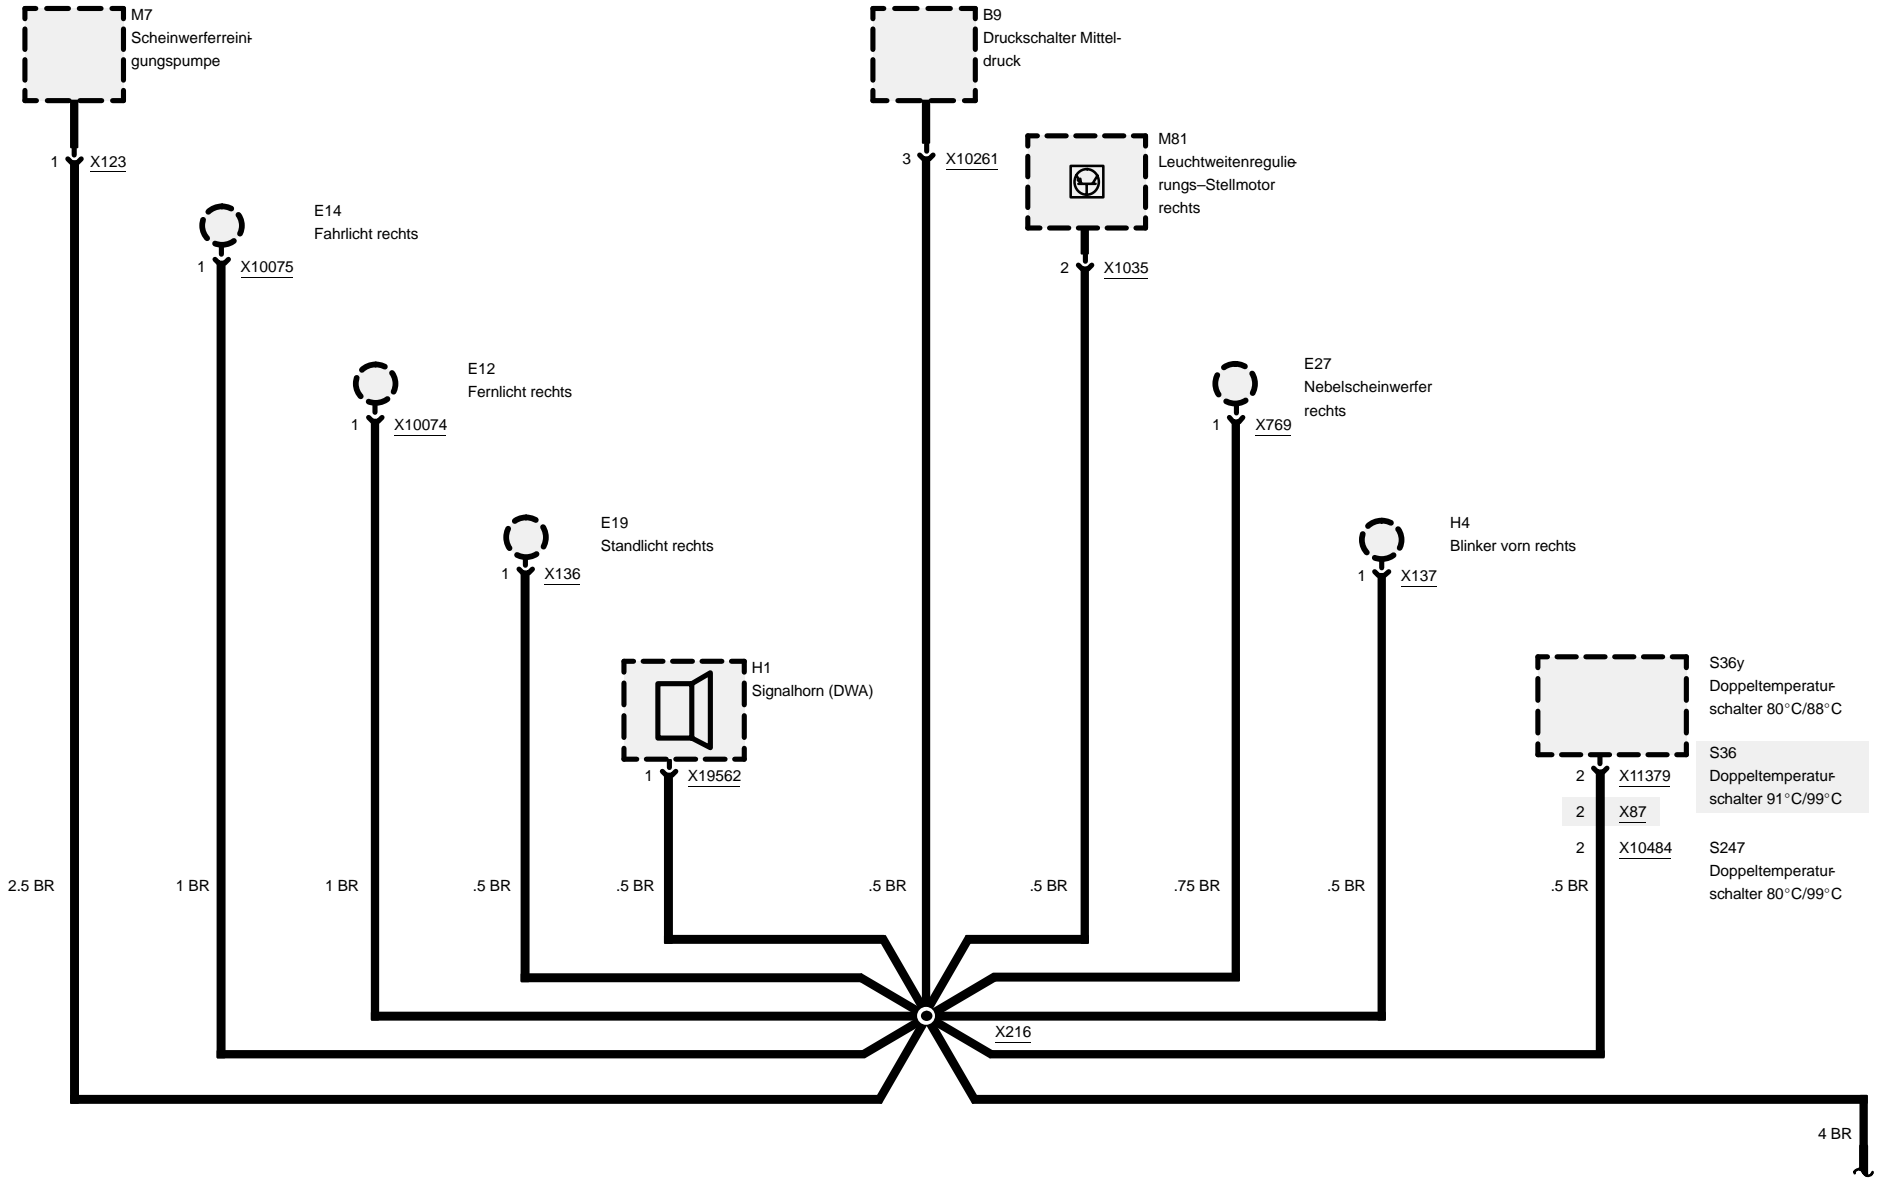 M7
Scheinwerferreini-
gungspumpe
B9
Druckschalter Mittel-
druck
M81
Leuchtweitenregulie-
rungs–Stellmotor
rechts
1 X123
3 X10261
E14
Fahrlicht rechts
1 X10075
2 X1035
E12
Fernlicht rechts
1 X10074
E27
Nebelscheinwerfer
rechts
1 X769
E19
Standlicht rechts
1 X136
H4
Blinker vorn rechts
1 X137
H1
Signalhorn (DWA)
1 X19562
S36y
Doppeltemperatur-
schalter 80°C/88°C
S36
Doppeltemperatur-
schalter 91°C/99°C
2 X11379
2 X87
2 X10484
S247
Doppeltemperatur-
schalter 80°C/99°C
2.5 BR
1 BR
1 BR
.5 BR
.5 BR
.5 BR
.5 BR
.75 BR
.5 BR
.5 BR
X216
4 BR